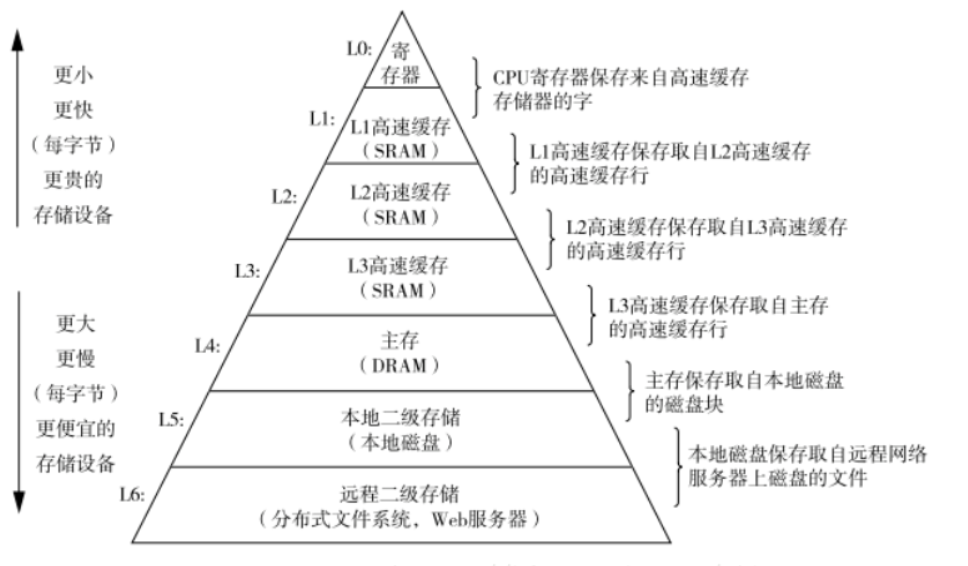 更小
更快
（每字节）
更贵的
存储设备
更大
更慢
（每字节）
更便宜的
存储设备
L0:
寄
存器
L1:
L1高速缓存
（SRAM）
L2:
L2高速缓存
（SRAM）
L3:
L3高速缓存
（SRAM）
L4:
主存
（DRAM）
L5:
本地二级存储
（本地磁盘）
L6:
远程二级存储
（分布式文件系统，Web服务器）
CPU寄存器保存来自高速缓存
存储器的字
L1高速缓存保存取自L2高速缓存
的高速缓存行
L2高速缓存保存取自L3高速缓存
的高速缓存行
L3高速缓存保存取自主存
的高速缓存行
主存保存取自本地磁盘
的磁盘块
本地磁盘保存取自远程网络
服务器上磁盘的文件